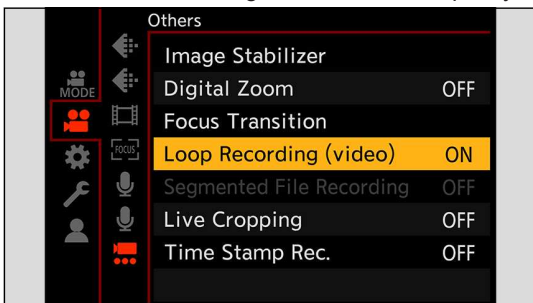 Others
MODE
FOCUS
Image Stabilizer
Digital Zoom OFF
Focus Transition
Loop Recording (video) ON
Segmented File Recording OFF
Live Cropping OFF
Time Stamp Rec. OFF